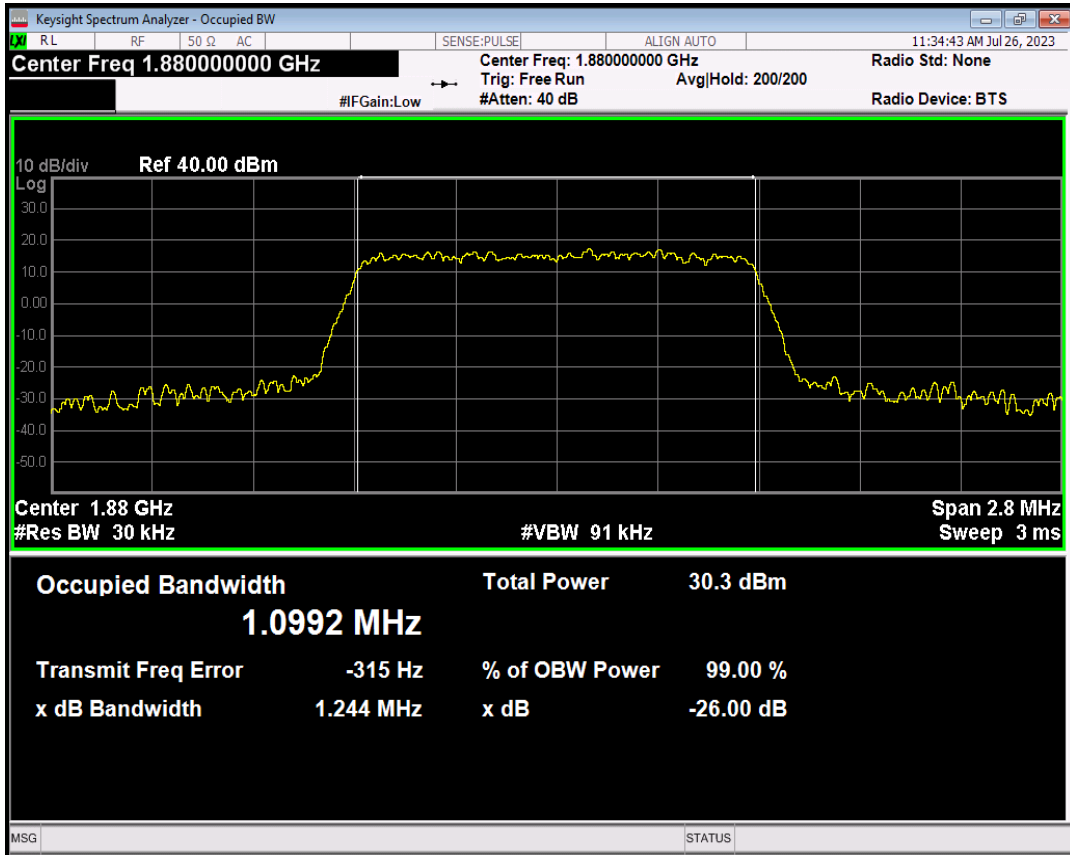 Keysight Spectrum Analyzer - Occupied BW
LXI RL RF 50 Ω AC SENSE:PULSE ALIGN AUTO 11:34:43 AM Jul 26, 2023
Center Freq 1.880000000 GHz
Center Freq: 1.880000000 GHz Radio Std: None
Trig: Free Run Avg|Hold: 200/200
#IFGain:Low #Atten: 40 dB Radio Device: BTS
10 dB/div Ref 40.00 dBm
Log
30.0
20.0
10.0
0.00
-10.0
-20.0
-30.0
-40.0
-50.0
Center 1.88 GHz Span 2.8 MHz
#Res BW 30 kHz #VBW 91 kHz Sweep 3 ms
Occupied Bandwidth Total Power 30.3 dBm
1.0992 MHz
Transmit Freq Error -315 Hz % of OBW Power 99.00 %
x dB Bandwidth 1.244 MHz x dB -26.00 dB
MSG STATUS